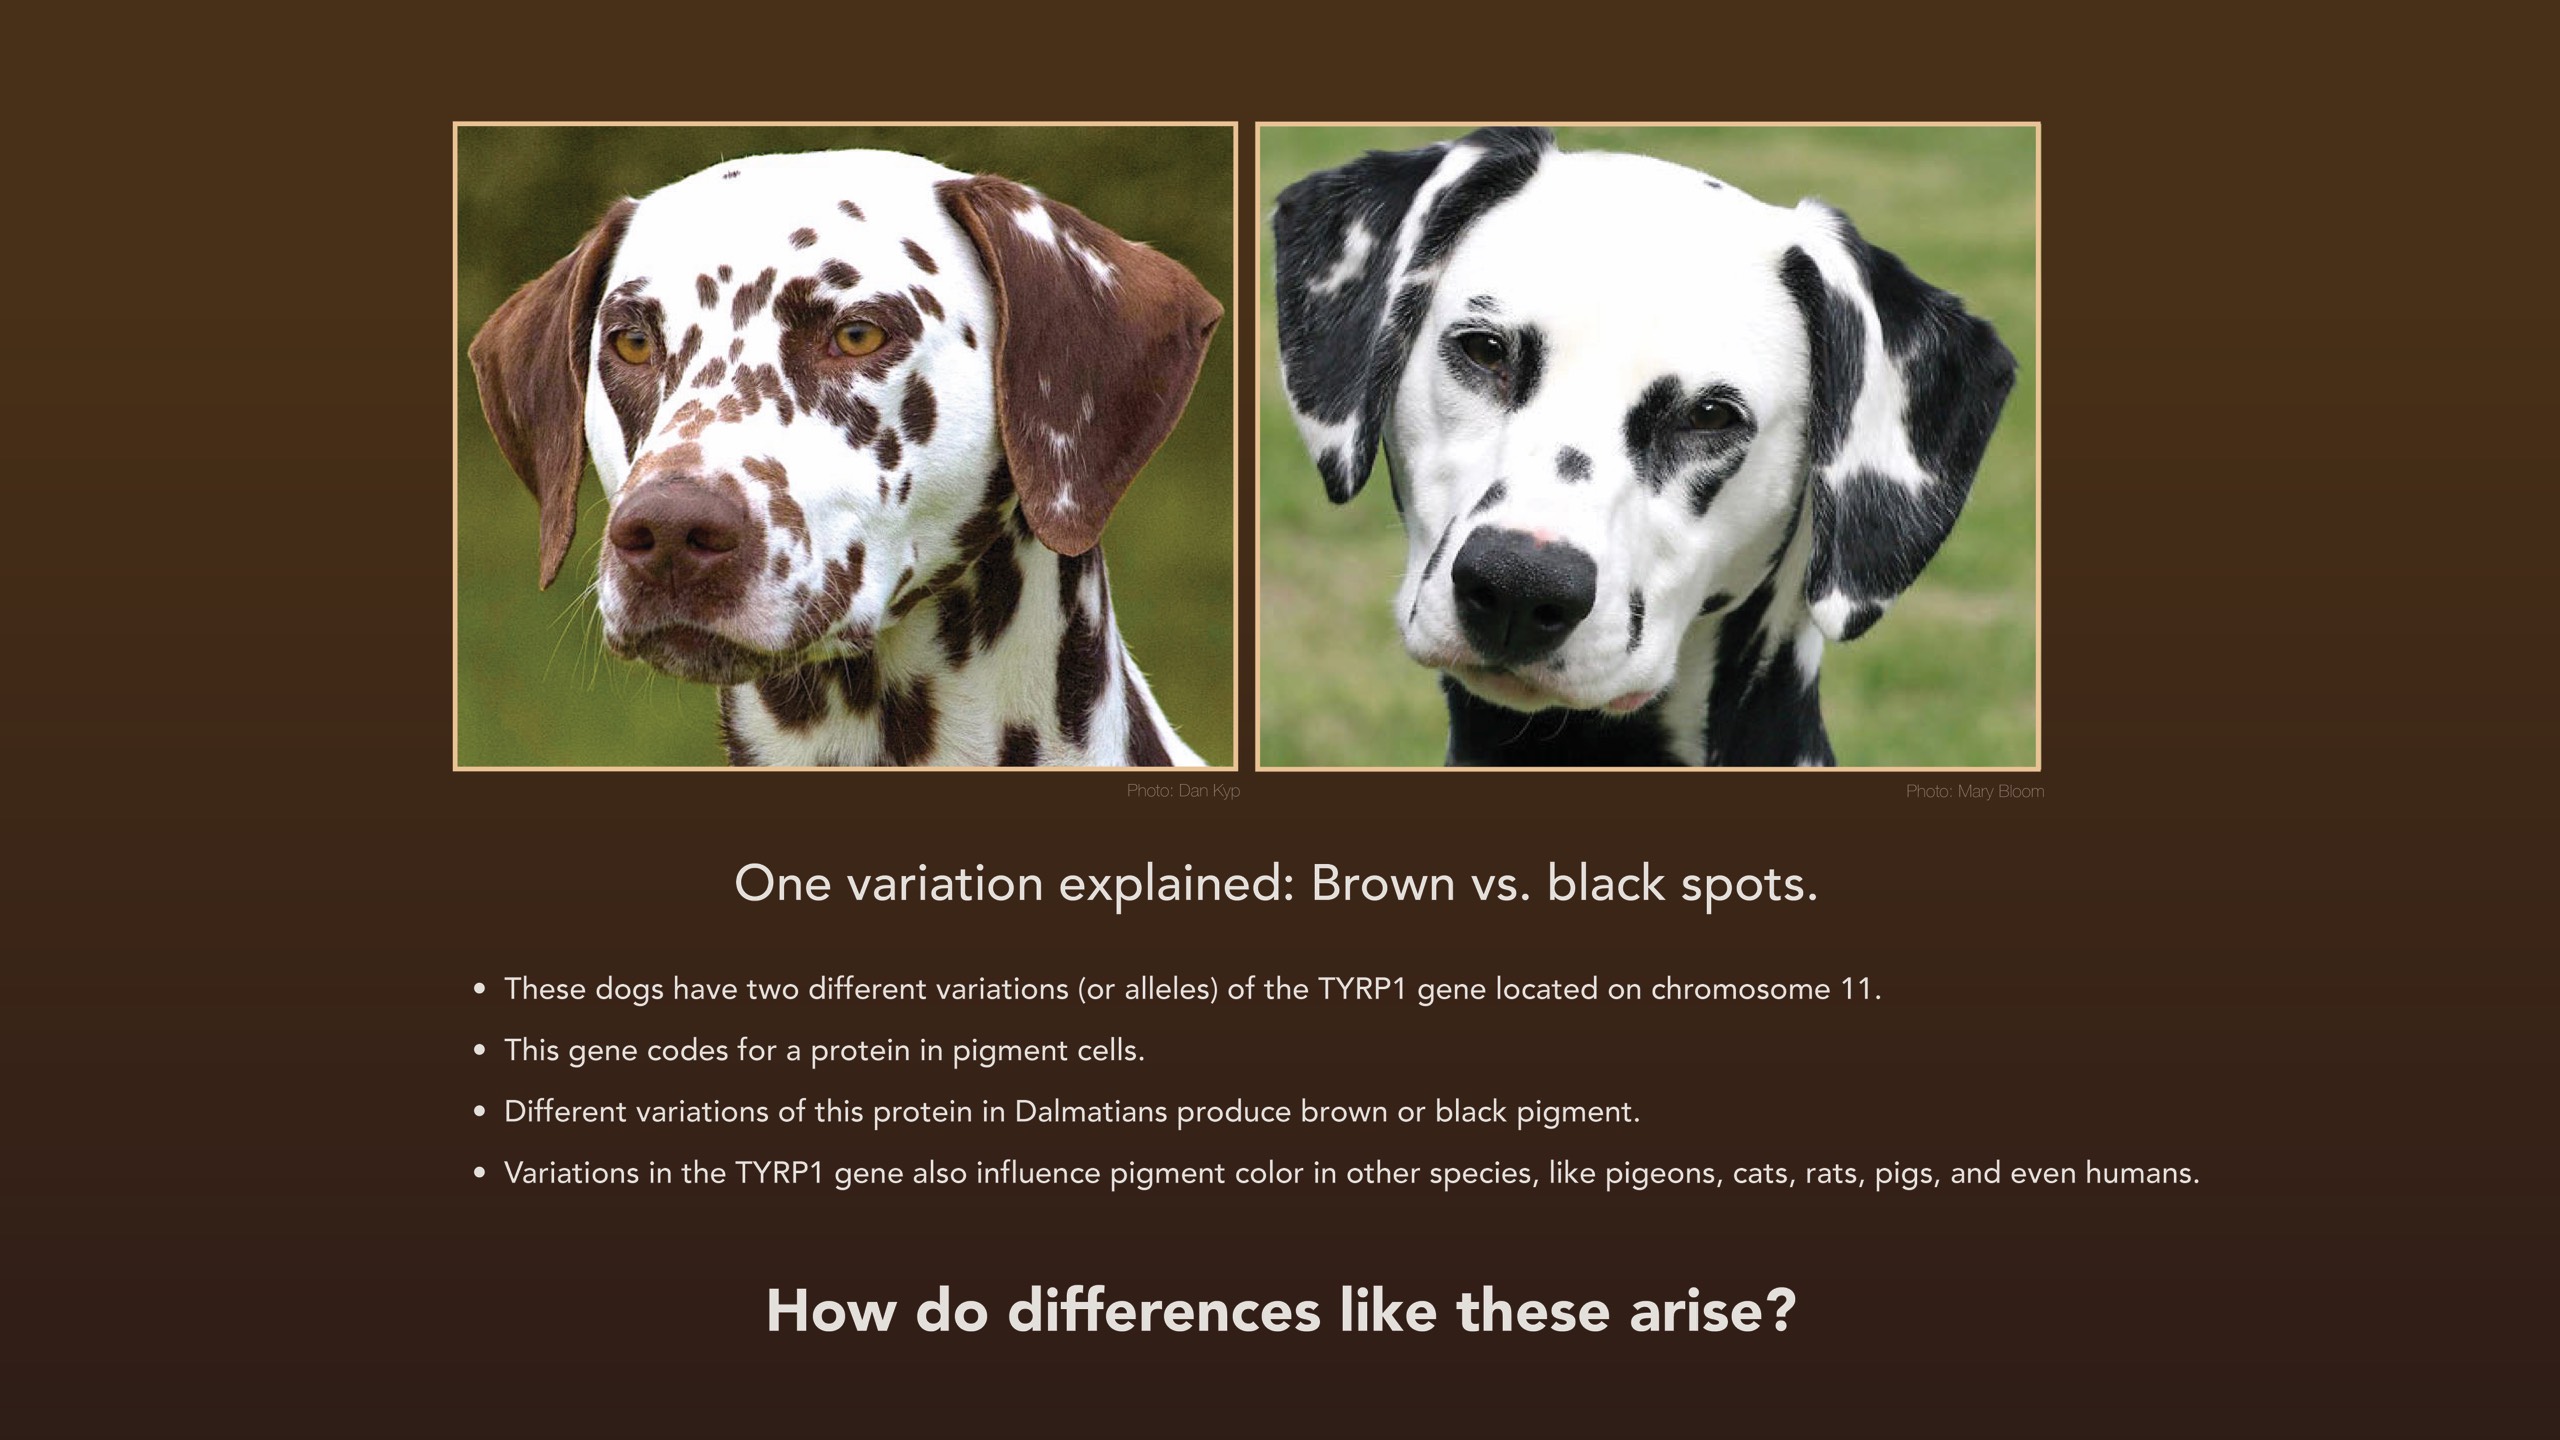 Photo: Dan Kyp
Photo: Mary Bloom
One variation explained: Brown vs. black spots.
• These dogs have two different variations (or alleles) of the TYRP1 gene located on chromosome 11.
• This gene codes for a protein in pigment cells.
• Different variations of this protein in Dalmatians produce brown or black pigment.
• Variations in the TYRP1 gene also influence pigment color in other species, like pigeons, cats, rats, pigs, and even humans.
How do differences like these arise?